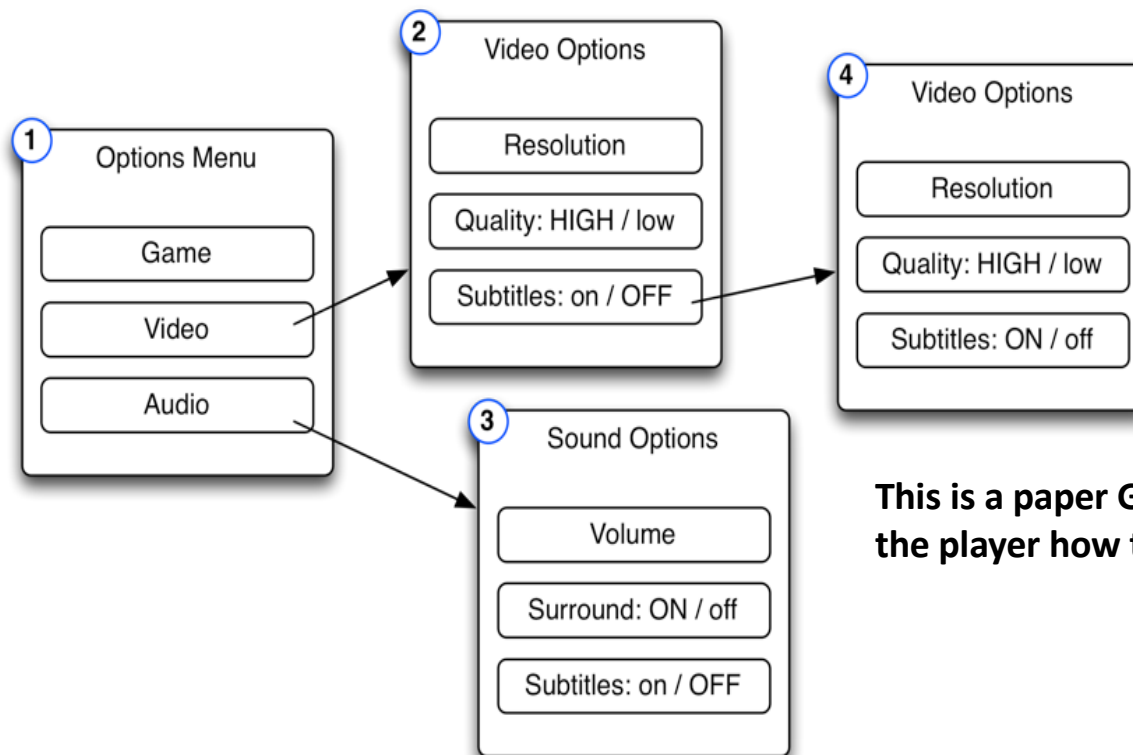 1
Options Menu
Game
Video
Audio
2
Video Options
Resolution
Quality: HIGH / low
Subtitles: on / OFF
3
Sound Options
Volume
Surround: ON / off
Subtitles: on / OFF
4
Video Options
Resolution
Quality: HIGH / low
Subtitles: ON / off
This is a paper
the player how